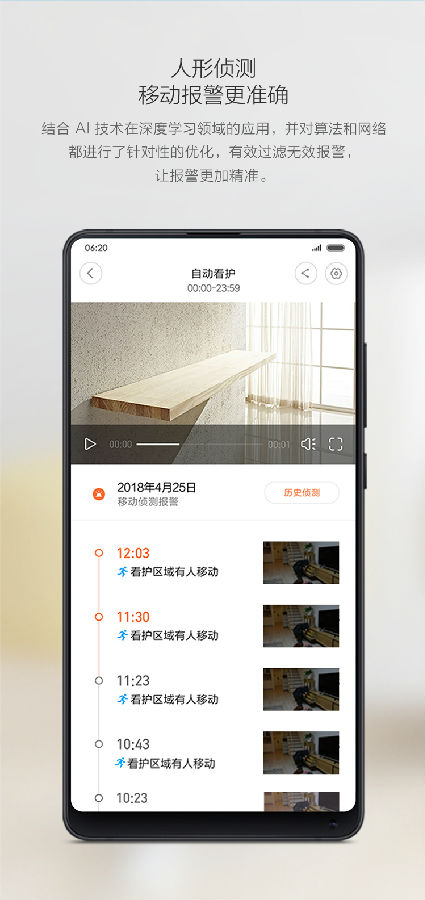 人形侦测
移动报警更准确
结合 AI 技术在深度学习领域的应用，并对算法和网络
都进行了针对性的优化，有效过滤无效报警，
让报警更加精准。
06:20
自动看护
00:00-23:59
00:00
00:01
2018年4月25日
移动侦测报警
历史侦测
12:03
看护区域有人移动
11:30
看护区域有人移动
11:23
看护区域有人移动
10:43
看护区域有人移动
10:23